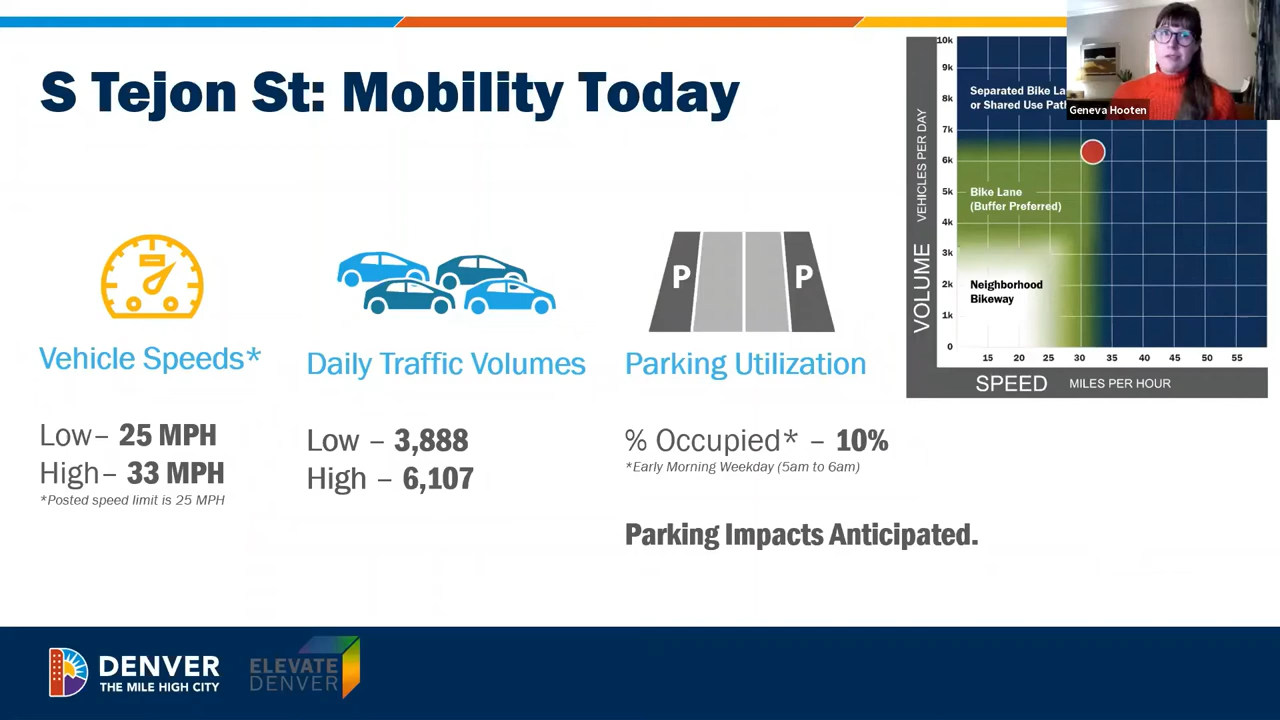 S Tejon St: Mobility Today
Geneva Hooten
10k
9k
8k
7k
6k
5k
4k
3k
2k
1k
0
VOLUME VEHICLES PER DAY
Separated Bike La
or Shared Use Path
Bike Lane
(Buffer Preferred)
Neighborhood
Bikeway
15 20 25 30 35 40 45 50 55
SPEED MILES PER HOUR
P P
Vehicle Speeds*
Low– 25 MPH
High– 33 MPH
*Posted speed limit is 25 MPH
Daily Traffic Volumes
Low – 3,888
High – 6,107
Parking Utilization
% Occupied* – 10%
*Early Morning Weekday (5am to 6am)
Parking Impacts Anticipated.
DENVER
THE MILE HIGH CITY
ELEVATE
DENVER